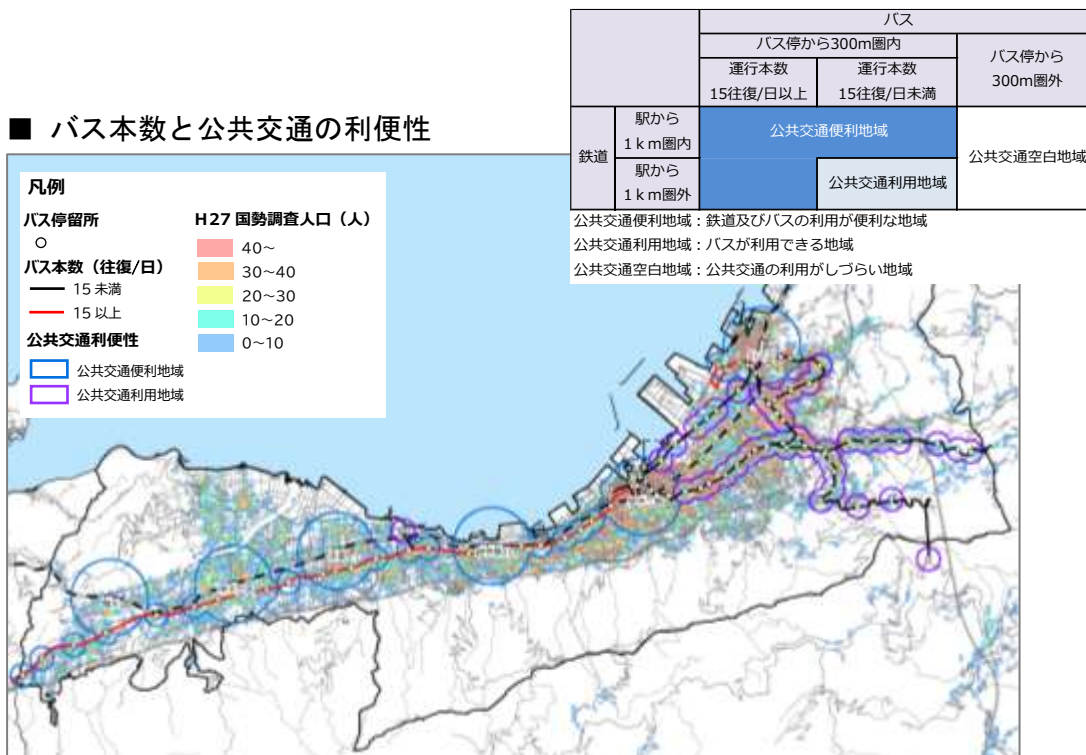 バス
バス停から300m圏内
バス停から
300m圏外
運行本数
15往復/日以上
運行本数
15往復/日未満
鉄道
駅から
1km圏内
公共交通便利地域
公共交通空白地域
駅から
1km圏外
公共交通利用地域
公共交通便利地域：鉄道及びバスの利用が便利な地域
公共交通利用地域：バスが利用できる地域
公共交通空白地域：公共交通の利用がしづらい地域
■ バス本数と公共交通の利便性
凡例
バス停留所
バス本数（往復/日）
15 未満
15 以上
公共交通利便性
公共交通便利地域
公共交通利用地域
H27 国勢調査人口（人）
40～
30～40
20～30
10～20
0～10